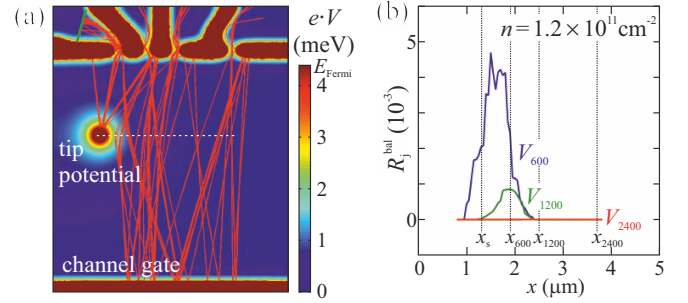 (a)
e·V
(meV)
E_Fermi
4
3
2
1
0
tip
potential
channel gate
(b)
n = 1.2 × 10^11 cm^-2
R_j^bal (10^-3)
5
0
V_600
V_1200
V_2400
x_s x_600 x_1200 x_2400
0 1 2 3 4 5
x (μm)